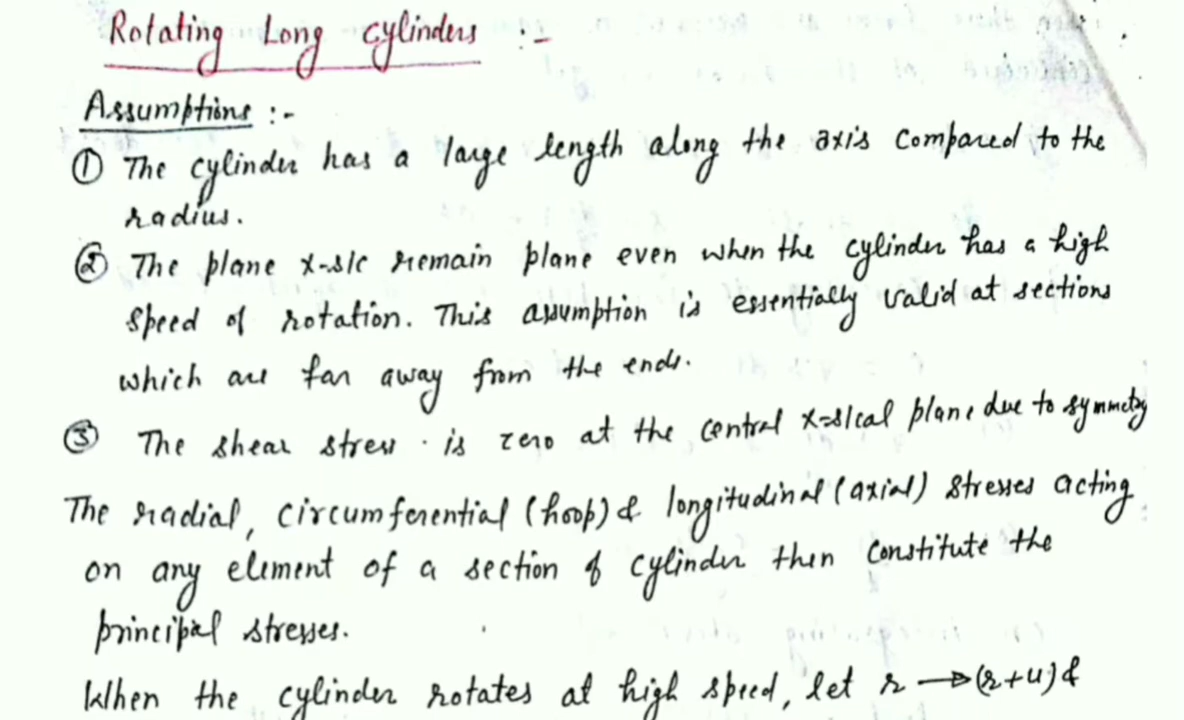 Rotating Long cylinders :-
Assumptions :-
① The cylinder has a large length along the axis compared to the
radius.
② The plane x-s/c remain plane even when the cylinder has a high
speed of rotation. This assumption is essentially valid at sections
which are far away from the ends.
③ The shear stress is zero at the central x-s/cal plane due to symmetry
The radial, circumferential (hoop) & longitudinal (axial) stresses acting
on any element of a section of cylinder then constitute the
principal stresses.
When the cylinder rotates at high speed, let r → (r+u) &